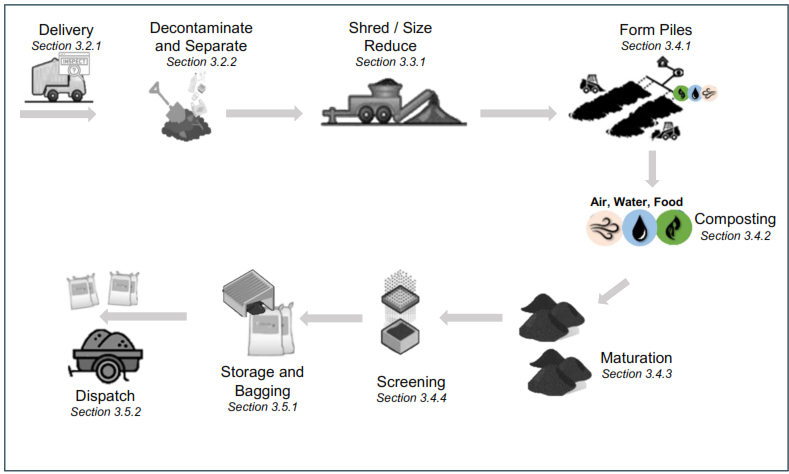 Delivery
Section 3.2.1
INSPECT
Decontaminate
and Separate
Section 3.2.2
Shred / Size
Reduce
Section 3.3.1
Form Piles
Section 3.4.1
Air, Water, Food
Composting
Section 3.4.2
Maturation
Section 3.4.3
Screening
Section 3.4.4
Storage and
Bagging
Section 3.5.1
Dispatch
Section 3.5.2